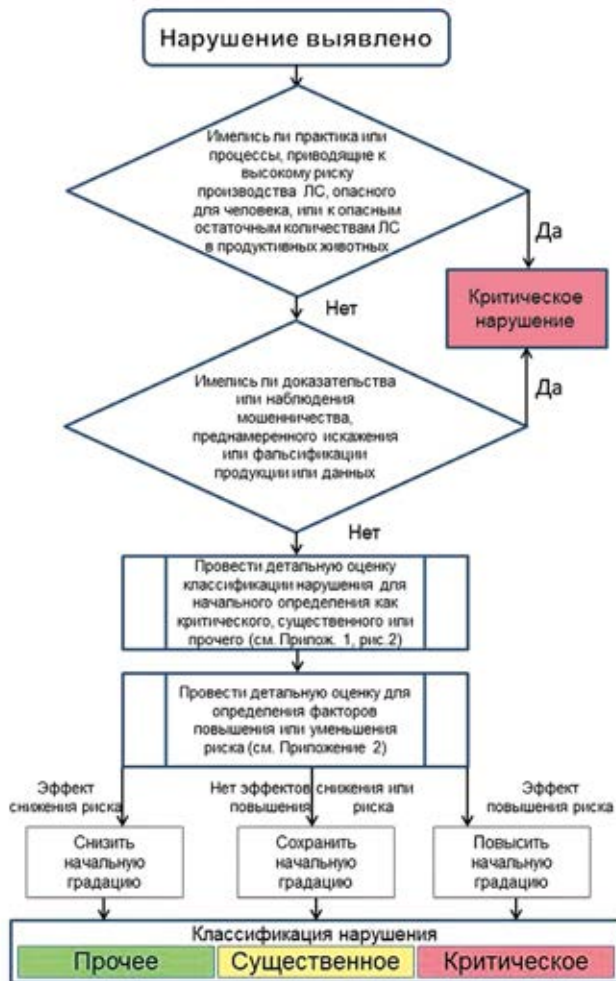 Нарушение выявлено
Имелись ли практика или
процессы, приводящие к
высокому риску
производства ЛС, опасного
для человека, или к опасным
остаточным количествам ЛС
в продуктивных животных
Да
Критическое
нарушение
Нет
Да
Имелись ли доказательства
или наблюдения
мошенничества,
преднамеренного искажения
или фальсификации
продукции или данных
Нет
Провести детальную оценку
классификации нарушения для
начального определения как
критического, существенного или
прочего (см. Прилож. 1, рис.2)
Провести детальную оценку для
определения факторов
повышения или уменьшения
риска (см. Приложение 2)
Эффект
снижения риска
Нет эффектов снижения или
повышения риска
Эффект
повышения риска
Снизить
начальную
градацию
Сохранить
начальную
градацию
Повысить
начальную
градацию
Классификация нарушения
Прочее
Существенное
Критическое